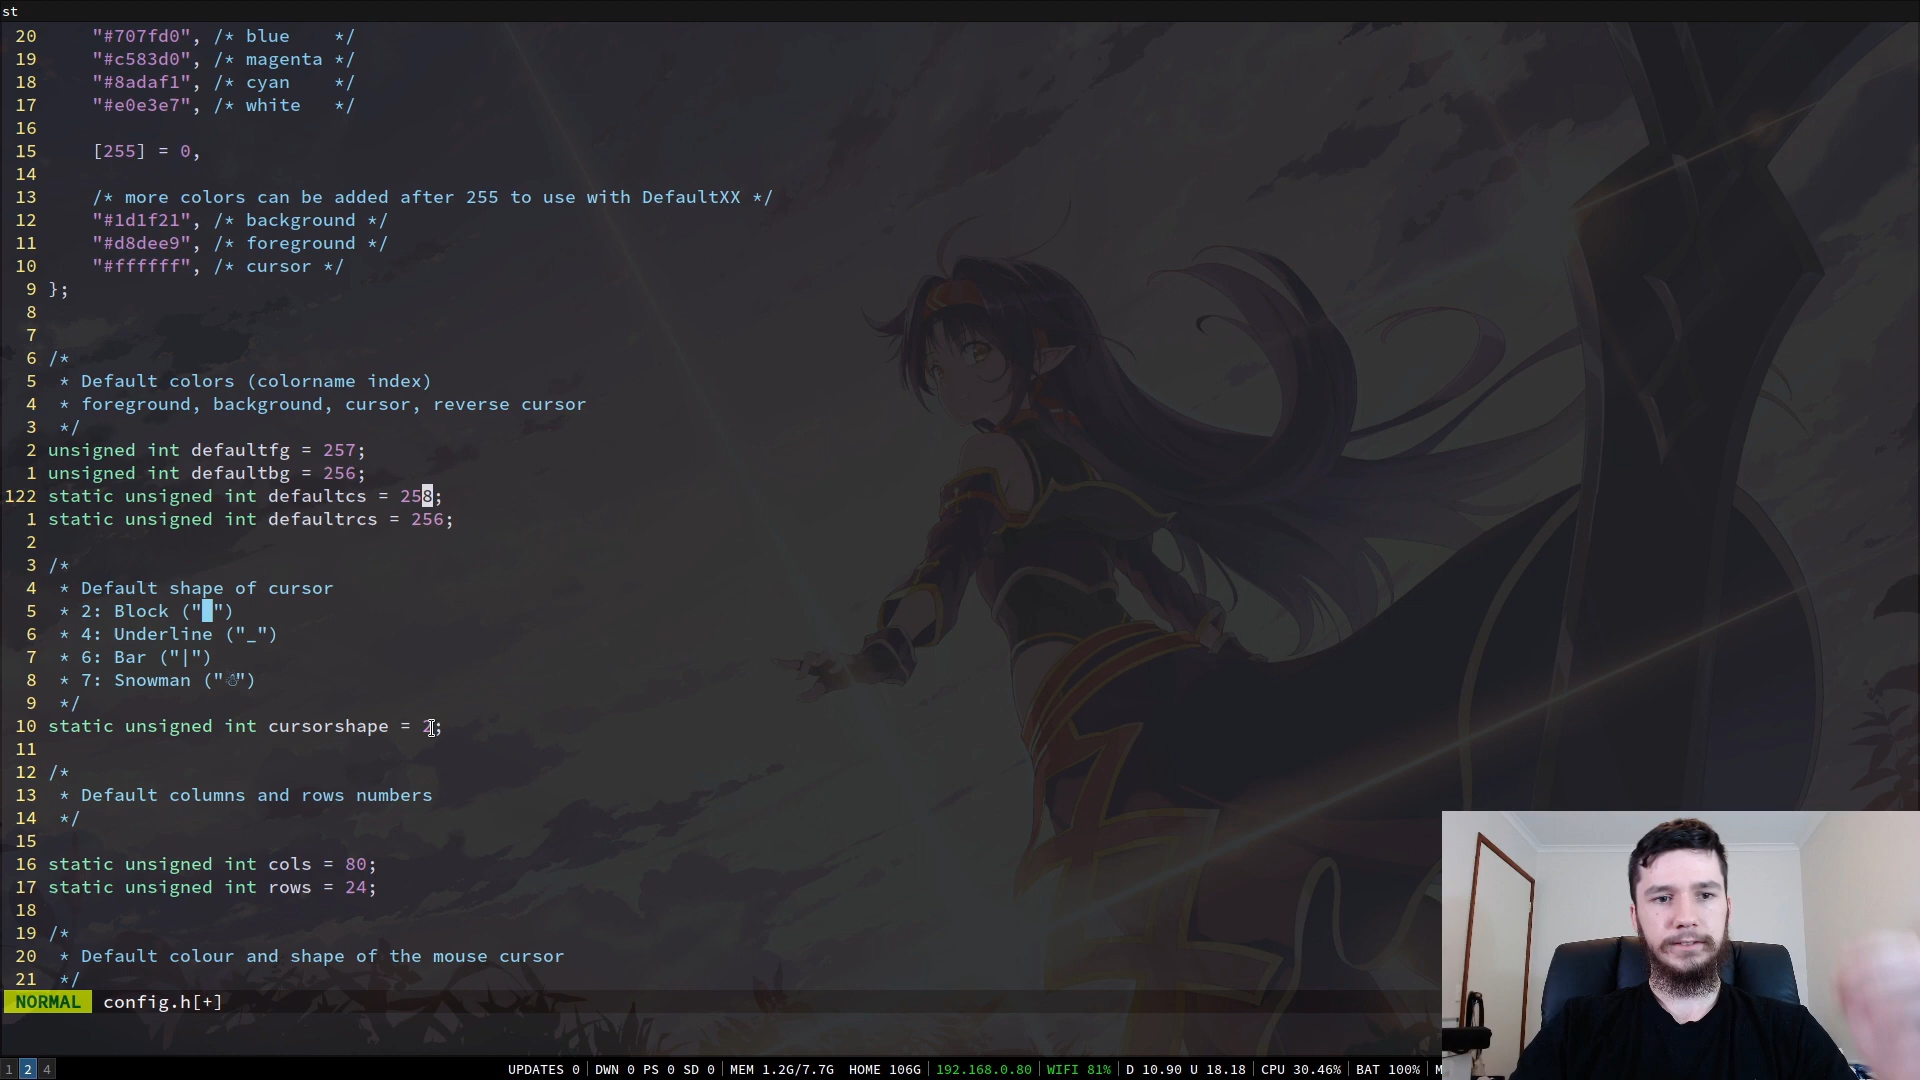 st
20 "#707fd0", /* blue */
19 "#c583d0", /* magenta */
18 "#8adaf1", /* cyan */
17 "#e0e3e7", /* white */
16
15 [255] = 0,
14
13 /* more colors can be added after 255 to use with DefaultXX */
12 "#1d1f21", /* background */
11 "#d8dee9", /* foreground */
10 "#ffffff", /* cursor */
9 };
8
7
6 /*
5 * Default colors (colorname index)
4 * foreground, background, cursor, reverse cursor
3 */
2 unsigned int defaultfg = 257;
1 unsigned int defaultbg = 256;
122 static unsigned int defaultcs = 258;
1 static unsigned int defaultrcs = 256;
2
3 /*
4 * Default shape of cursor
5 * 2: Block ("█")
6 * 4: Underline ("_")
7 * 6: Bar ("|")
8 * 7: Snowman ("☃")
9 */
10 static unsigned int cursorshape = 2;
11
12 /*
13 * Default columns and rows numbers
14 */
15
16 static unsigned int cols = 80;
17 static unsigned int rows = 24;
18
19 /*
20 * Default colour and shape of the mouse cursor
21 */
NORMAL config.h[+]
1 2 4 UPDATES 0 | DWN 0 PS 0 SD 0 | MEM 1.2G/7.7G HOME 106G | 192.168.0.80 | WIFI 81% | D 10.90 U 18.18 | CPU 30.46% | BAT 100% |